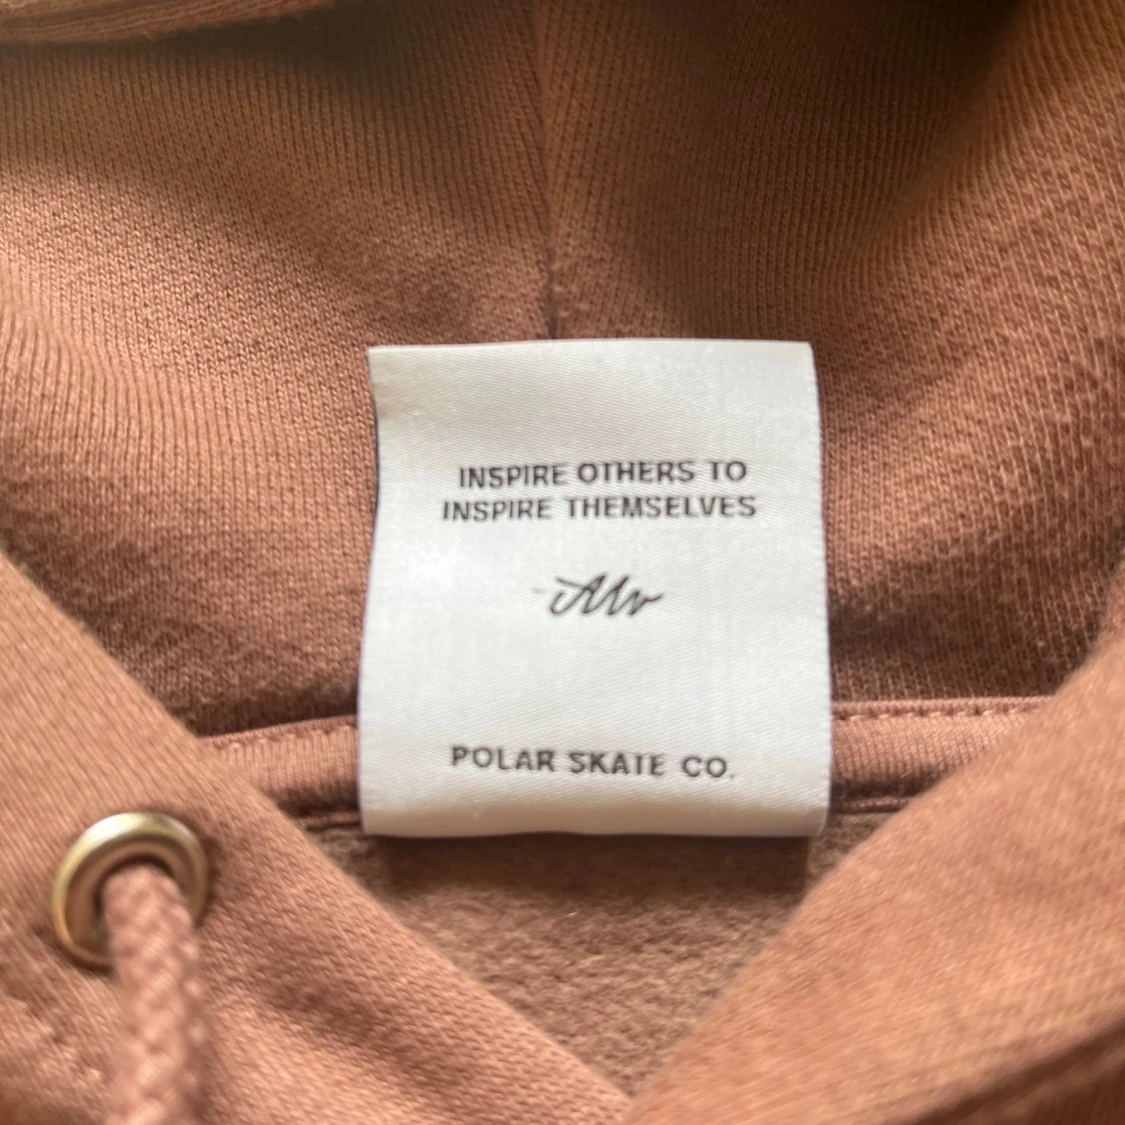 INSPIRE OTHERS TO
INSPIRE THEMSELVES
POLAR SKATE CO.